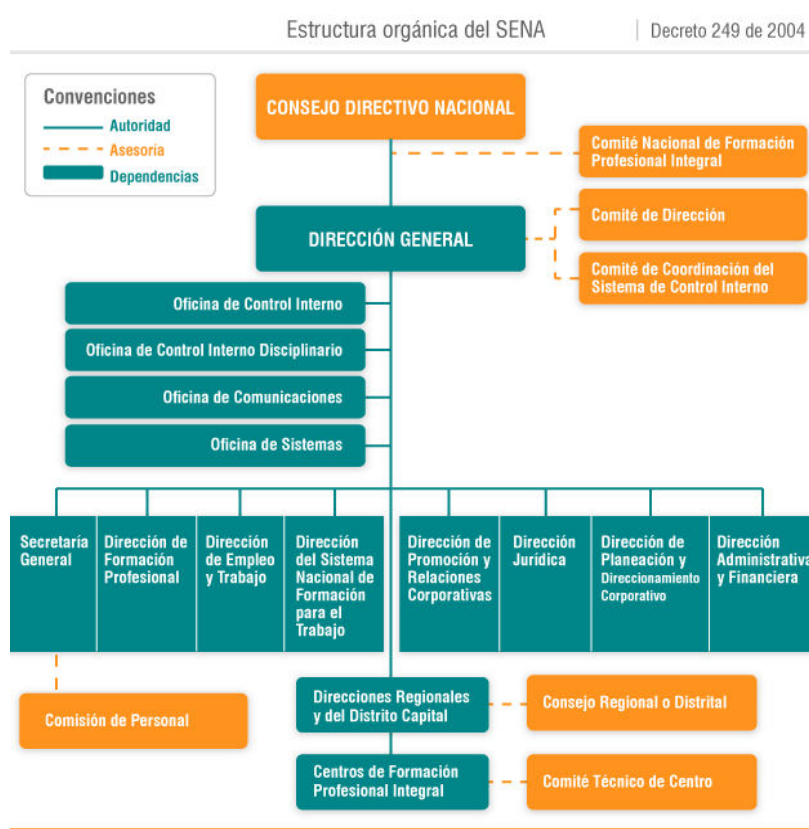 Estructura orgánica del SENA
Decreto 249 de 2004
Convenciones
Autoridad
Asesoría
Dependencias
CONSEJO DIRECTIVO NACIONAL
Comité Nacional de Formación
Profesional Integral
DIRECCIÓN GENERAL
Comité de Dirección
Comité de Coordinación del
Sistema de Control Interno
Oficina de Control Interno
Oficina de Control Interno Disciplinario
Oficina de Comunicaciones
Oficina de Sistemas
Secretaría
General
Dirección de
Formación
Profesional
Dirección
de Empleo
y Trabajo
Dirección
del Sistema
Nacional de
Formación
para el
Trabajo
Dirección de
Promoción y
Relaciones
Corporativas
Dirección
Jurídica
Dirección de
Planeación y
Direccionamiento
Corporativo
Dirección
Administrativa
y Financiera
Comisión de Personal
Direcciones Regionales
y del Distrito Capital
Consejo Regional o Distrital
Centros de Formación
Profesional Integral
Comité Técnico de Centro